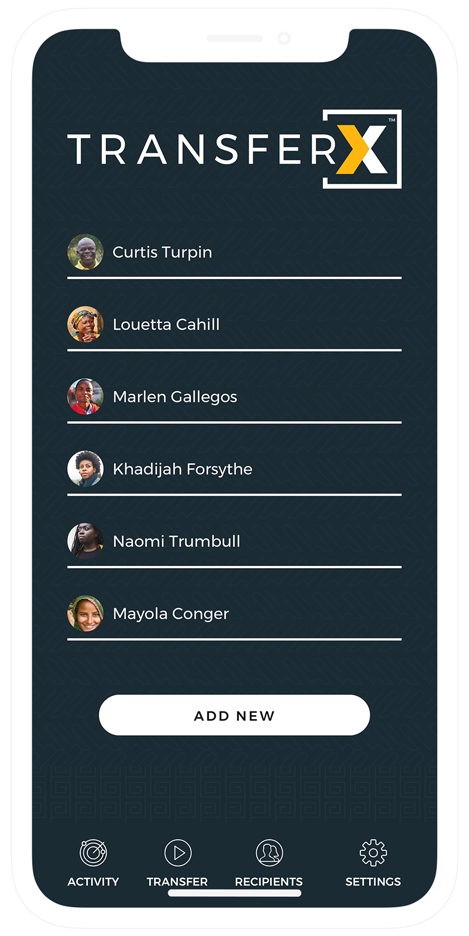 TRANSFERX™
Curtis Turpin
Louetta Cahill
Marlen Gallegos
Khadijah Forsythe
Naomi Trumbull
Mayola Conger
ADD NEW
ACTIVITY TRANSFER RECIPIENTS SETTINGS